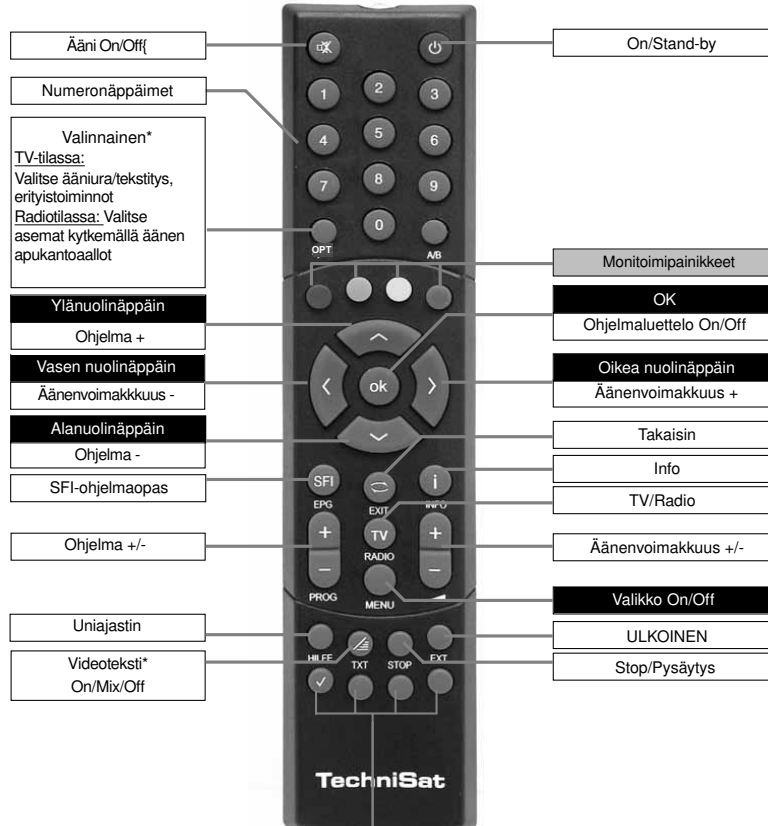 Ääni On/Off{
On/Stand-by
Numeronäppäimet
1
2
3
4
5
6
7
8
9
0
Valinnainen*
TV-tilassa:
Valitse ääniura/tekstitys,
erityistoiminnot
Radiotilassa: Valitse
asemat kytkemällä äänen
apukantoaallot
OPT
A/B
Monitoimipainikkeet
Ylänuolinäppäin
Ohjelma +
OK
Ohjelmaluettelo On/Off
Vasen nuolinäppäin
Äänenvoimakkkuus -
ok
Oikea nuolinäppäin
Äänenvoimakkuus +
Alanuolinäppäin
Ohjelma -
Takaisin
SFI-ohjelmaopas
SFI
i
Info
EPG
EXIT
INFO
TV/Radio
Ohjelma +/-
+
TV
+
Äänenvoimakkuus +/-
RADIO
−
−
PROG
MENU
Valikko On/Off
Uniajastin
ULKOINEN
HILFE
TXT
STOP
EXT
Videoteksti*
On/Mix/Off
Stop/Pysäytys
TechniSat